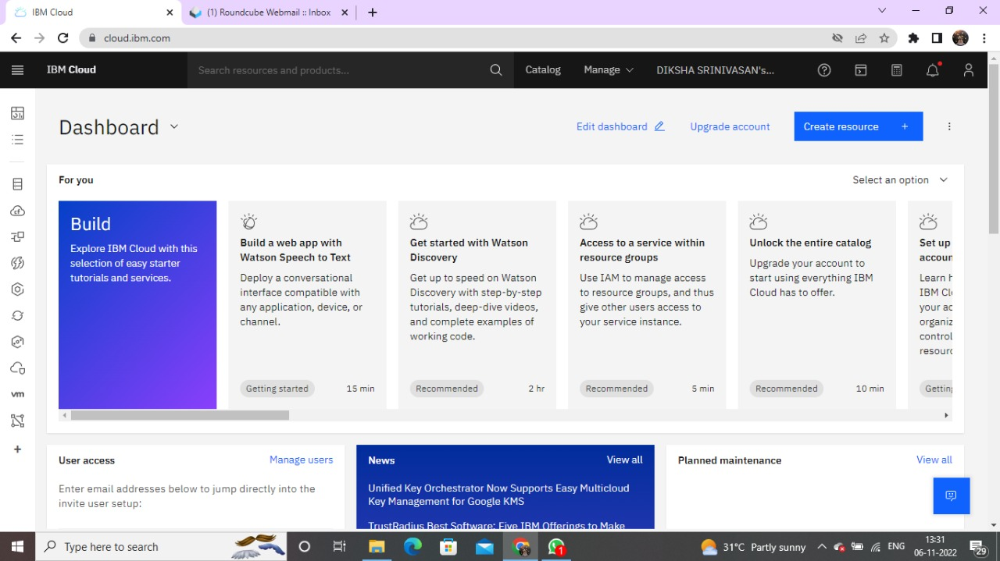 IBM Cloud
(1) Roundcube Webmail :: Inbox
cloud.ibm.com
IBM Cloud
Search resources and products...
Catalog
Manage
DIKSHA SRINIVASAN's...
Dashboard
Edit dashboard
Upgrade account
Create resource +
For you
Select an option
Build
Explore IBM Cloud with this
selection of easy starter
tutorials and services.
Build a web app with
Watson Speech to Text
Deploy a conversational
interface compatible with
any application, device, or
channel.
Getting started
15 min
Get started with Watson
Discovery
Get up to speed on Watson
Discovery with step-by-step
tutorials, deep-dive videos,
and complete examples of
working code.
Recommended
2 hr
Access to a service within
resource groups
Use IAM to manage access
to resource groups, and thus
give other users access to
your service instance.
Recommended
5 min
Unlock the entire catalog
Upgrade your account to
start using everything IBM
Cloud has to offer.
Recommended
10 min
Set up
accoun
Learn h
IBM Cl
your ac
organiz
control
resourc
Getting
vm
User access
Manage users
Enter email addresses below to jump directly into the
invite user setup:
News
View all
Unified Key Orchestrator Now Supports Easy Multicloud
Key Management for Google KMS
TrustRadius Best Software: Five IBM Offerings to Make
Planned maintenance
View all
Type here to search
1
31°C Partly sunny
ENG
13:31
06-11-2022
29